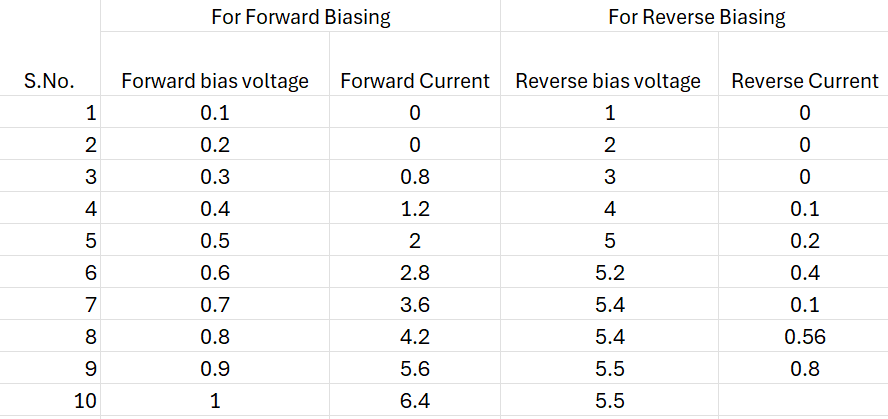 For Forward Biasing For Reverse Biasing
S.No. Forward bias voltage Forward Current Reverse bias voltage Reverse Current
1 0.1 0 1 0
2 0.2 0 2 0
3 0.3 0.8 3 0
4 0.4 1.2 4 0.1
5 0.5 2 5 0.2
6 0.6 2.8 5.2 0.4
7 0.7 3.6 5.4 0.1
8 0.8 4.2 5.4 0.56
9 0.9 5.6 5.5 0.8
10 1 6.4 5.5